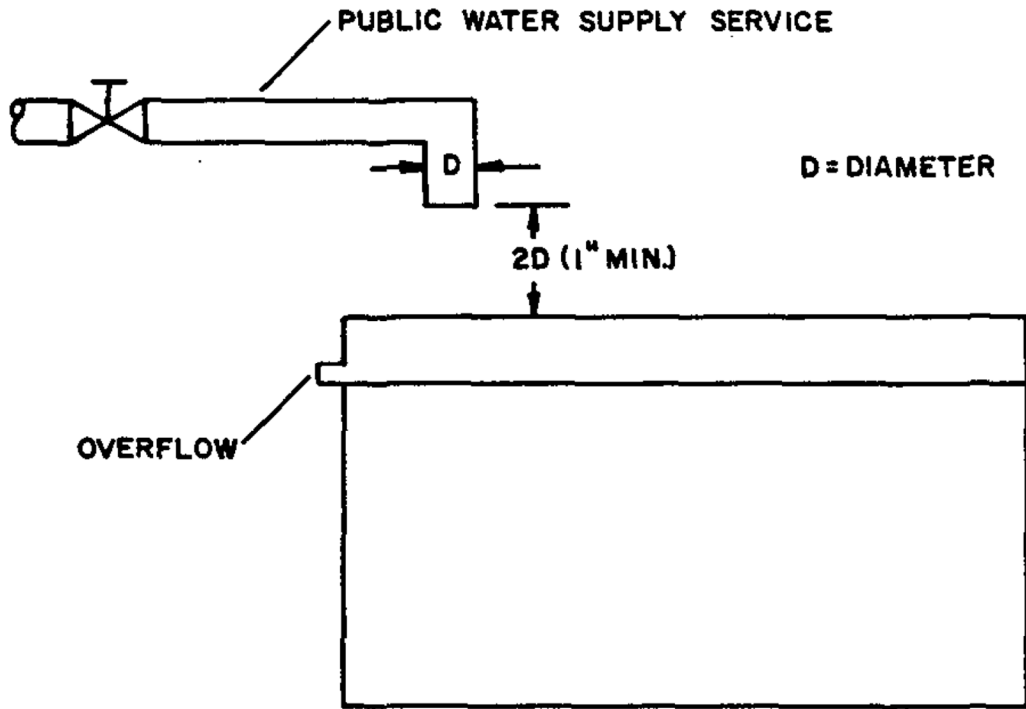 PUBLIC WATER SUPPLY SERVICE
D
D = DIAMETER
2D (1" MIN.)
OVERFLOW